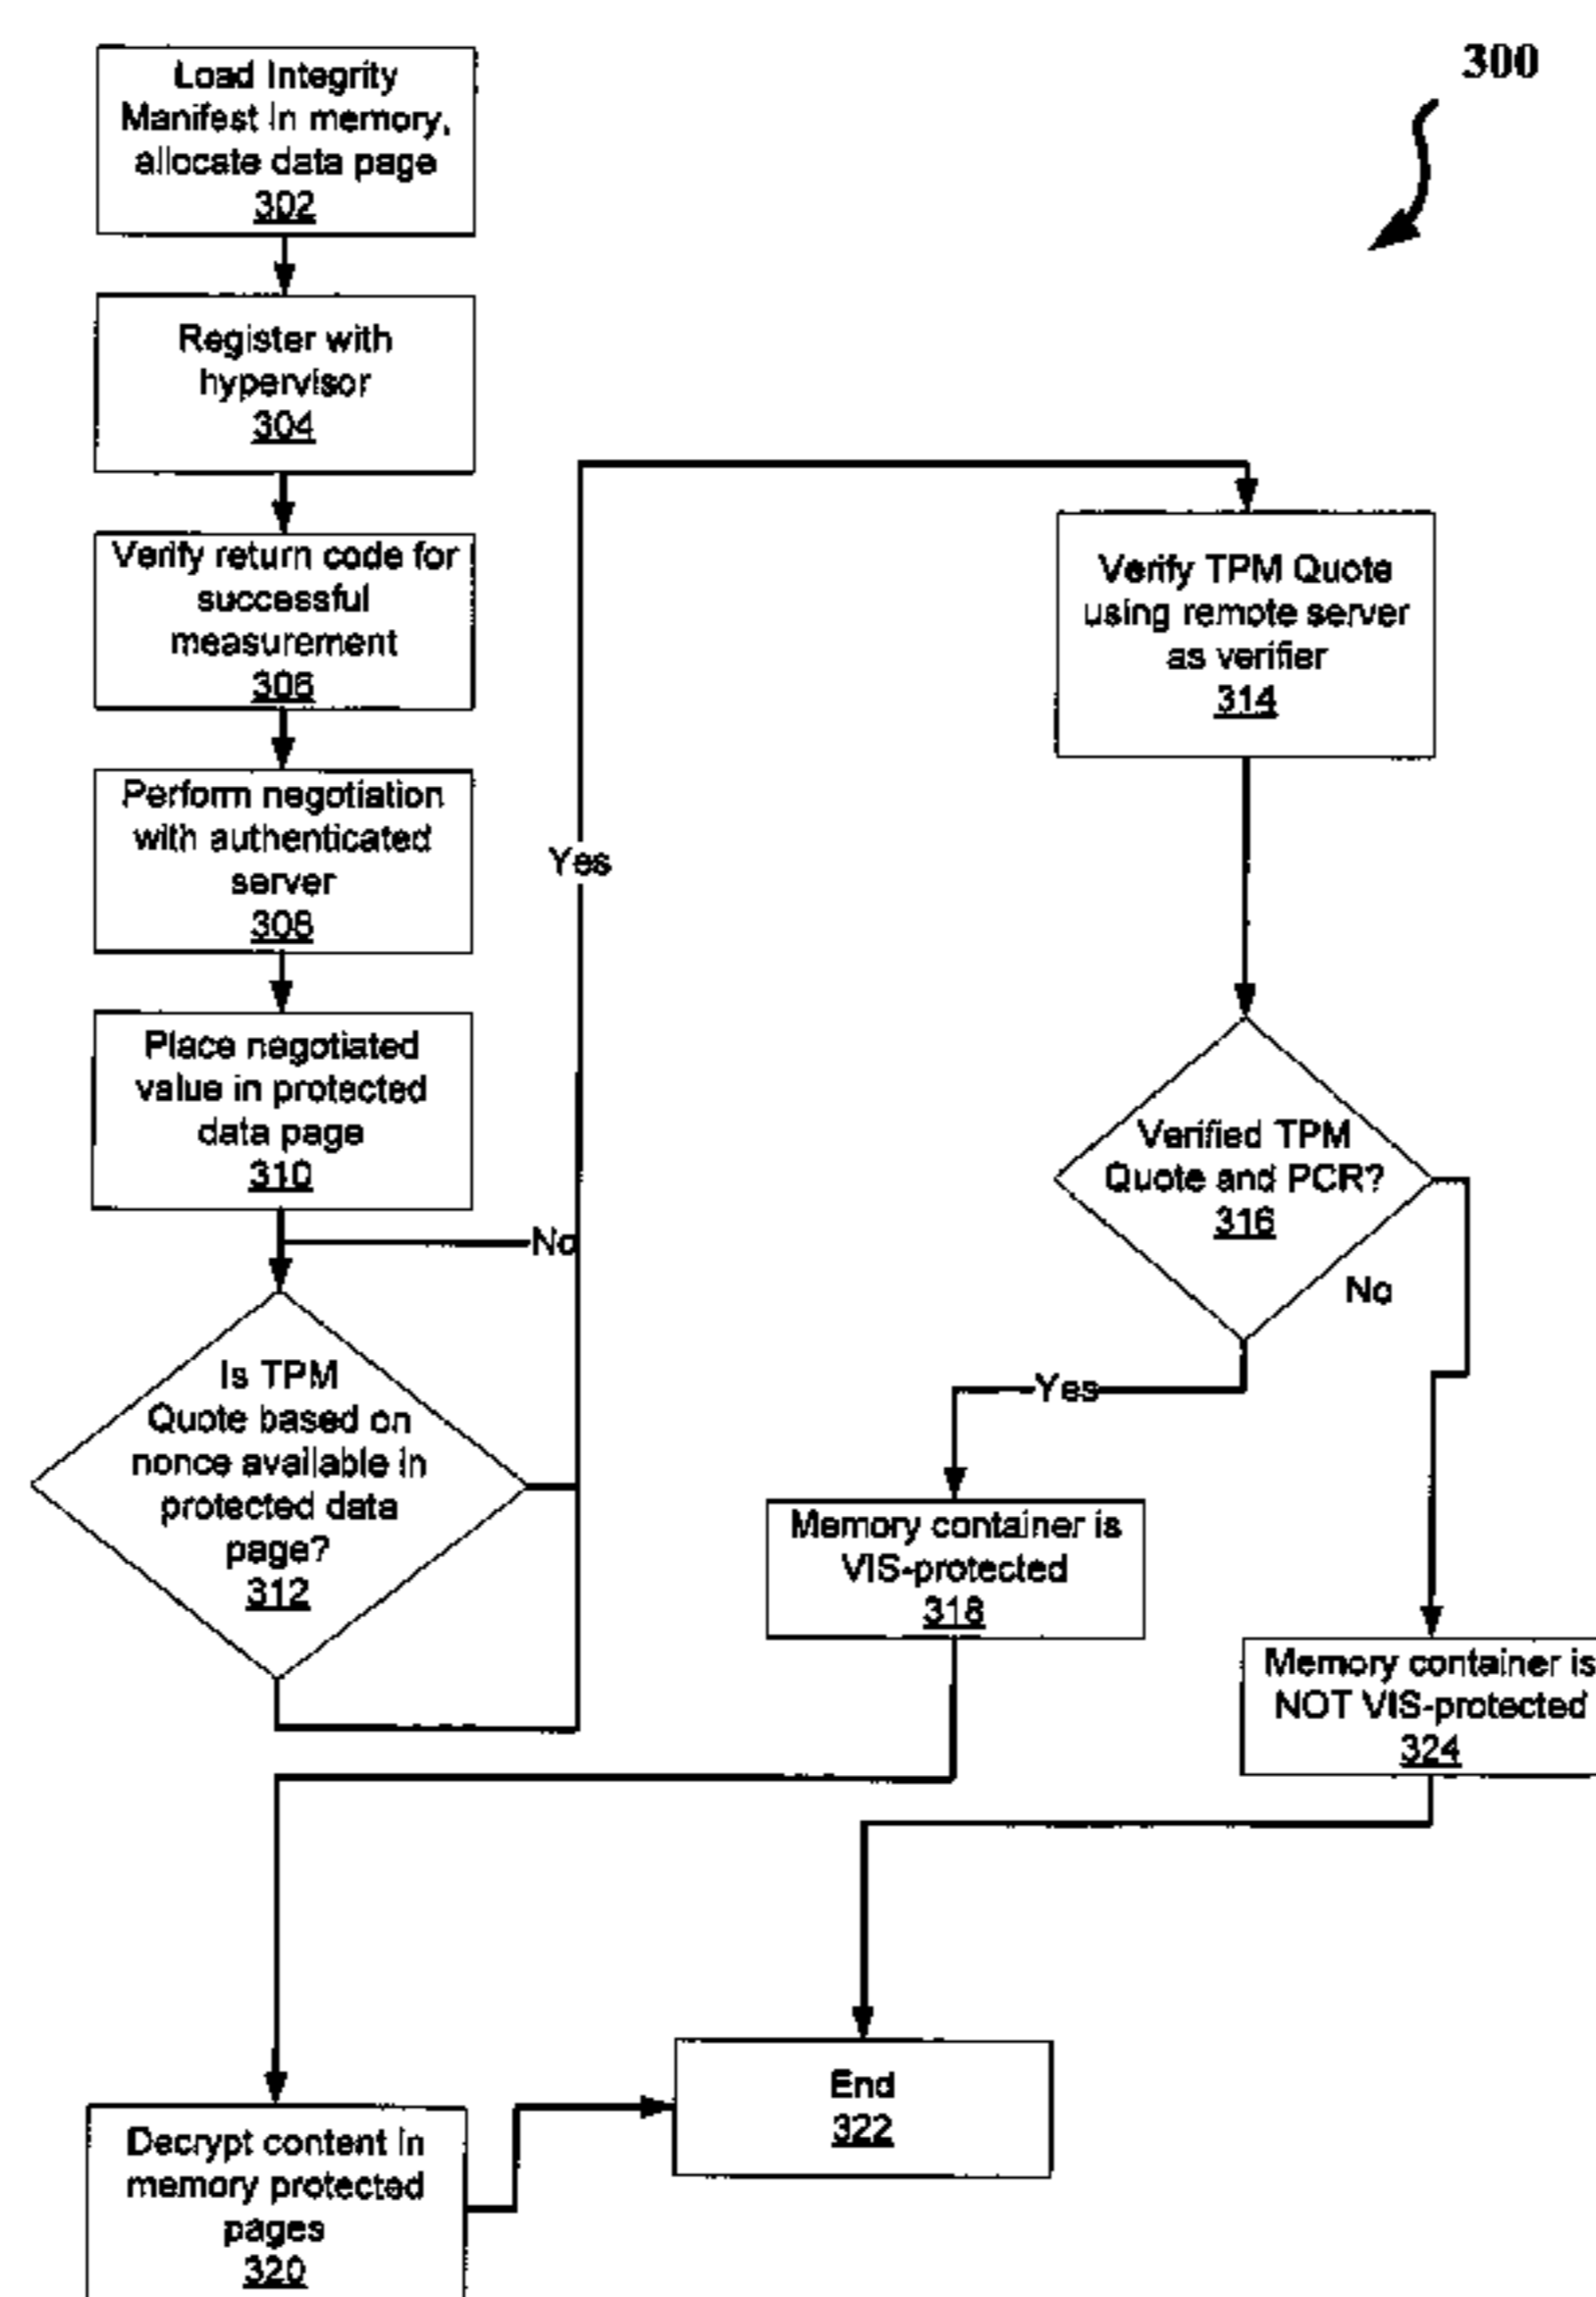 300
Load Integrity
Manifest in memory,
allocate data page
302
Register with
hypervisor
304
Verify return code for
successful
measurement
306
Perform negotiation
with authenticated
server
308
Place negotiated
value in protected
data page
310
No
Yes
Is TPM
Quote based on
nonce available in
protected data
page?
312
Verify TPM Quote
using remote server
as verifier
314
Verified TPM
Quote and PCR?
316
No
Yes
Memory container is
VIS-protected
318
Memory container is
NOT VIS-protected
324
Decrypt content in
memory protected
pages
320
End
322